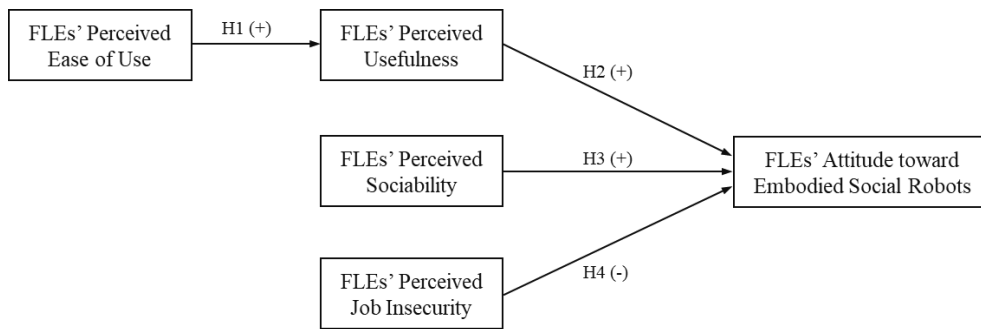 FLEs’ Perceived
Ease of Use
H1 (+)
FLEs’ Perceived
Usefulness
H2 (+)
FLEs’ Perceived
Sociability
H3 (+)
FLEs’ Attitude toward
Embodied Social Robots
FLEs’ Perceived
Job Insecurity
H4 (-)